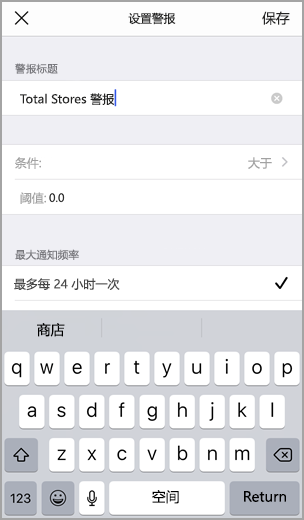 设置警报 保存
警报标题
Total Stores 警报
条件: 大于
阈值: 0.0
最大通知频率
最多每 24 小时一次
商店
q w e r t y u i o p
a s d f g h j k l
z x c v b n m
123 空间 Return